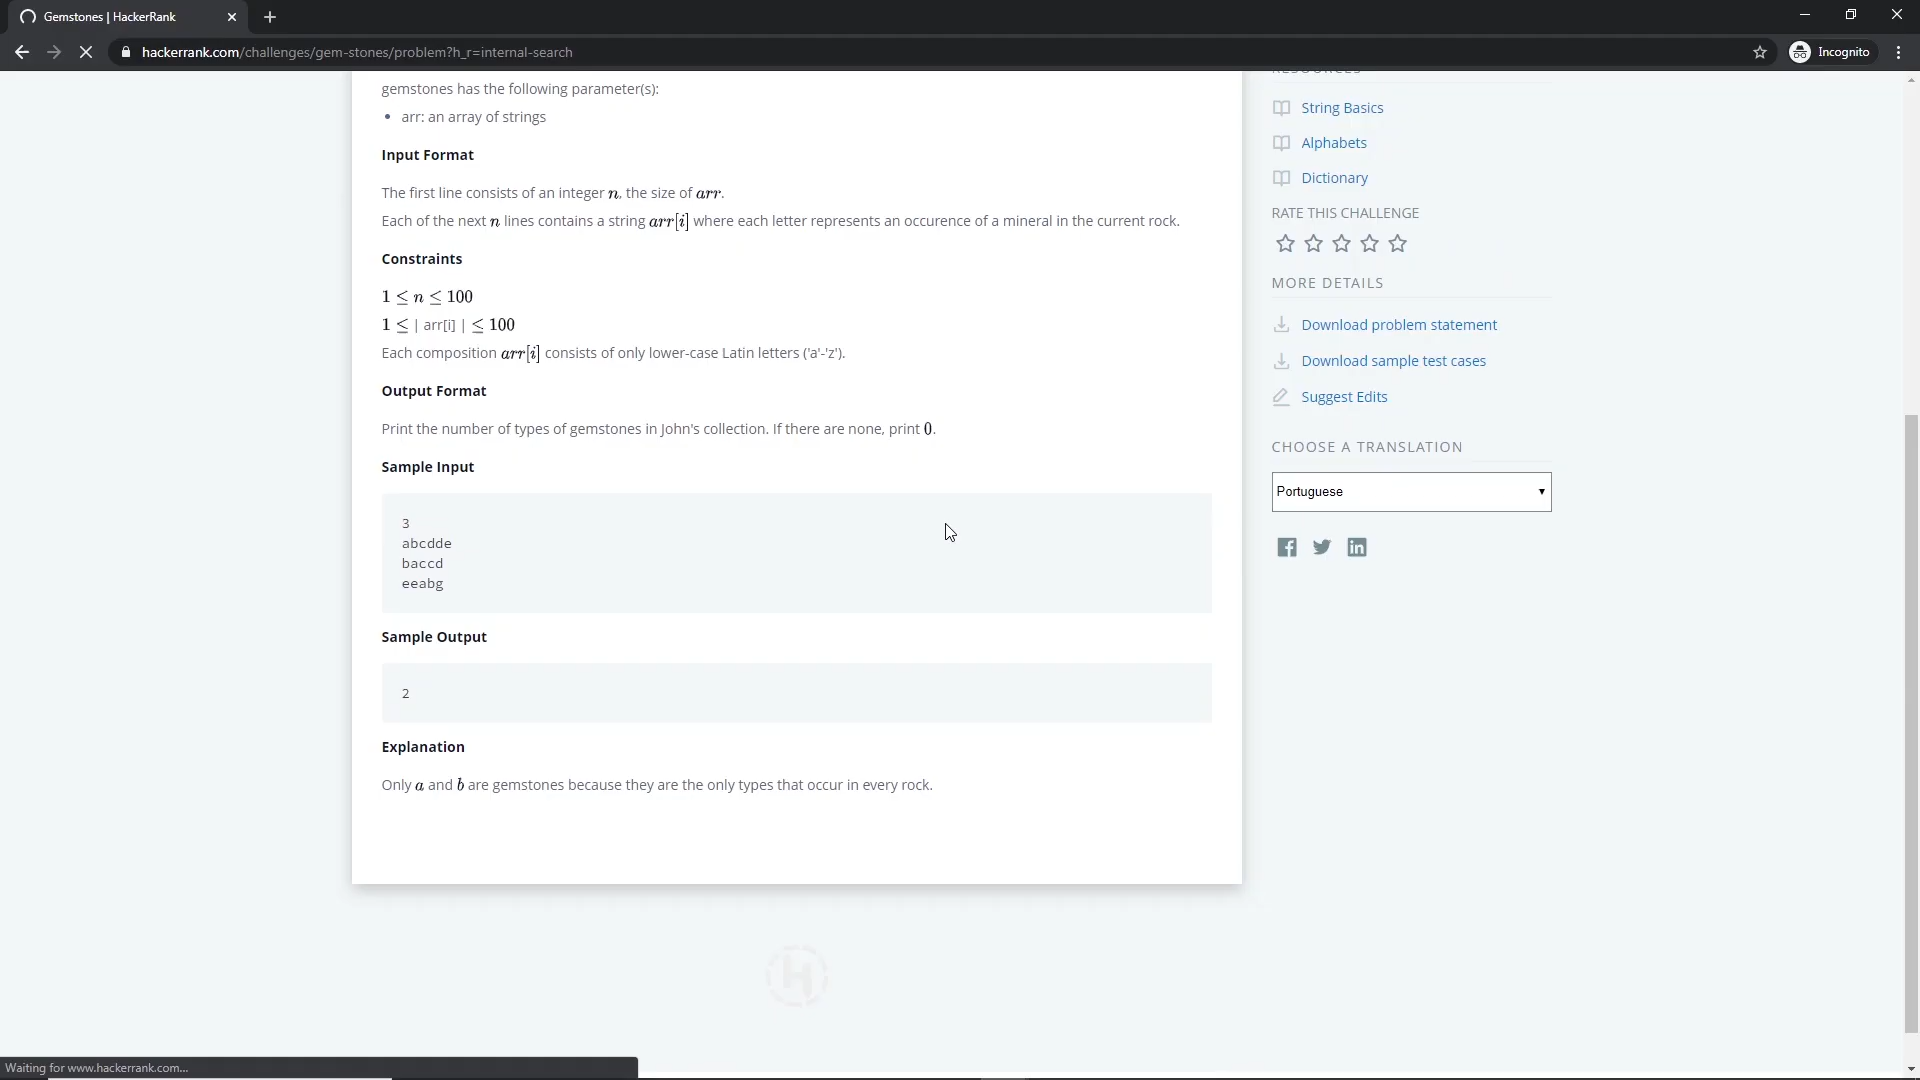 Gemstones | HackerRank
hackerrank.com/challenges/gem-stones/problem?h_r=internal-search
Incognito
gemstones has the following parameter(s):
• arr: an array of strings
Input Format
The first line consists of an integer n, the size of arr.
Each of the next n lines contains a string arr[i] where each letter represents an occurence of a mineral in the current rock.
Constraints
1 ≤ n ≤ 100
1 ≤ | arr[i] | ≤ 100
Each composition arr[i] consists of only lower-case Latin letters ('a'-'z').
Output Format
Print the number of types of gemstones in John's collection. If there are none, print 0.
Sample Input
3
abcdde
baccd
eeabg
Sample Output
2
Explanation
Only a and b are gemstones because they are the only types that occur in every rock.
RESOURCES
String Basics
Alphabets
Dictionary
RATE THIS CHALLENGE
MORE DETAILS
Download problem statement
Download sample test cases
Suggest Edits
CHOOSE A TRANSLATION
Portuguese
H
Waiting for www.hackerrank.com...